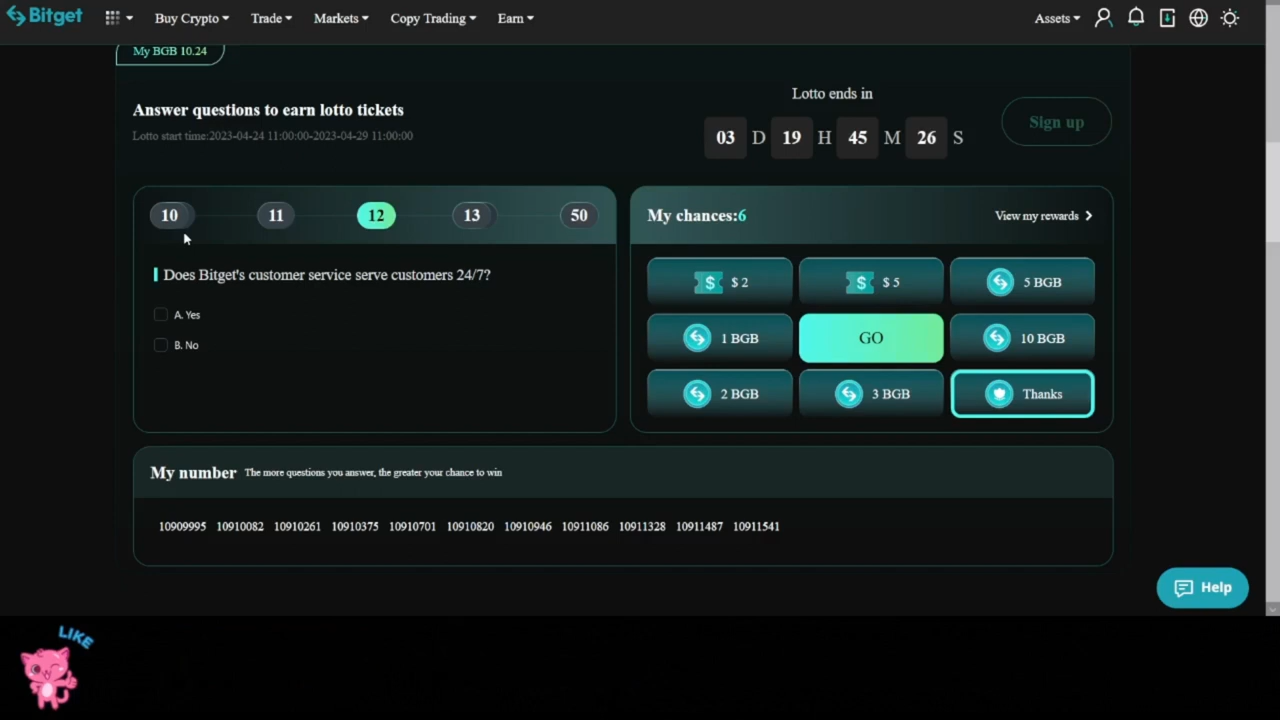 Bitget Buy Crypto Trade Markets Copy Trading Earn Assets
My BGB 10.24
Answer questions to earn lotto tickets
Lotto start time:2023-04-24 11:00:00-2023-04-29 11:00:00
Lotto ends in
03 D 19 H 45 M 26 S
Sign up
10 11 12 13 50
Does Bitget's customer service serve customers 24/7?
A. Yes
B. No
My chances:6 View my rewards
$ 2 $ 5 5 BGB
1 BGB GO 10 BGB
2 BGB 3 BGB Thanks
My number The more questions you answer, the greater your chance to win
10909995 10910082 10910261 10910375 10910701 10910820 10910946 10911086 10911328 10911487 10911541
Help
LIKE